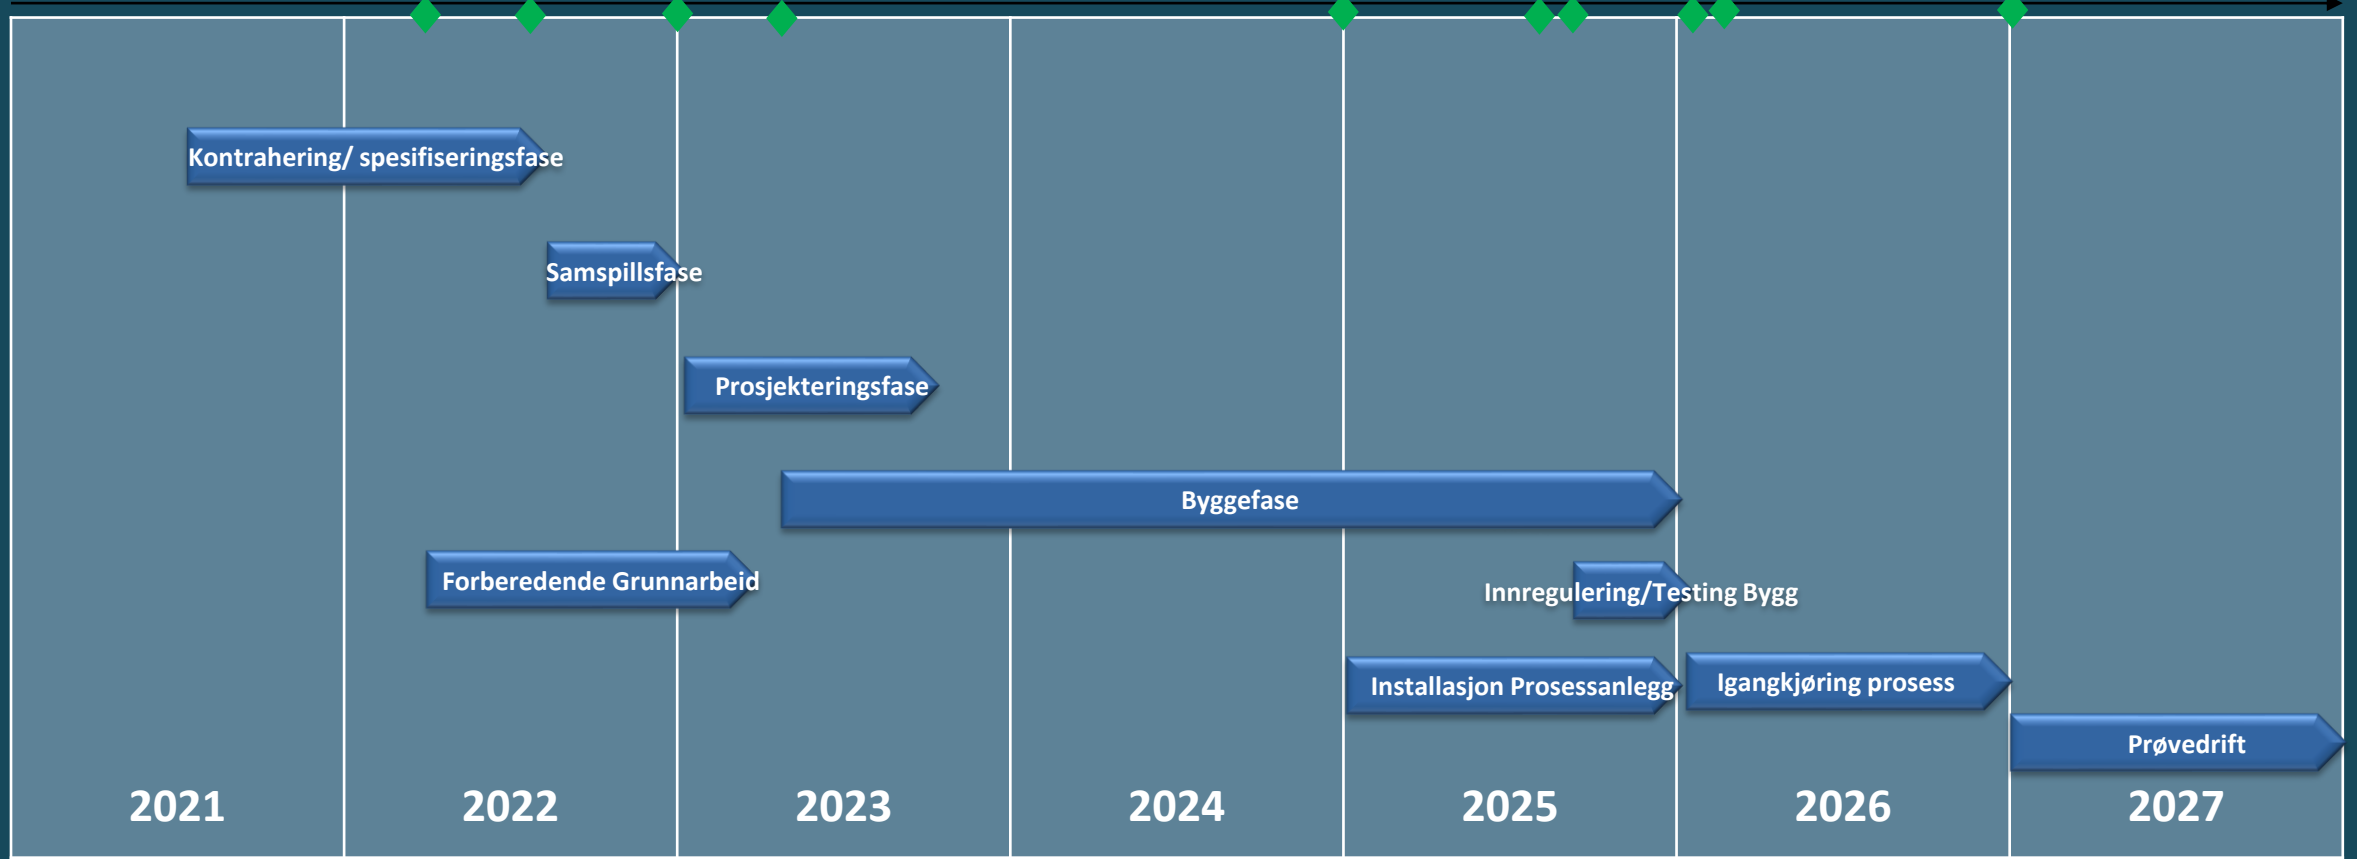 Kontrahering/ spesifiseringsfase
Samspillsfase
Prosjekteringsfase
Byggefase
Forberedende Grunnarbeid
Innregulering/Testing Bygg
Installasjon Prosessanlegg
Igangkjøring prosess
Prøvedrift
2021
2022
2023
2024
2025
2026
2027